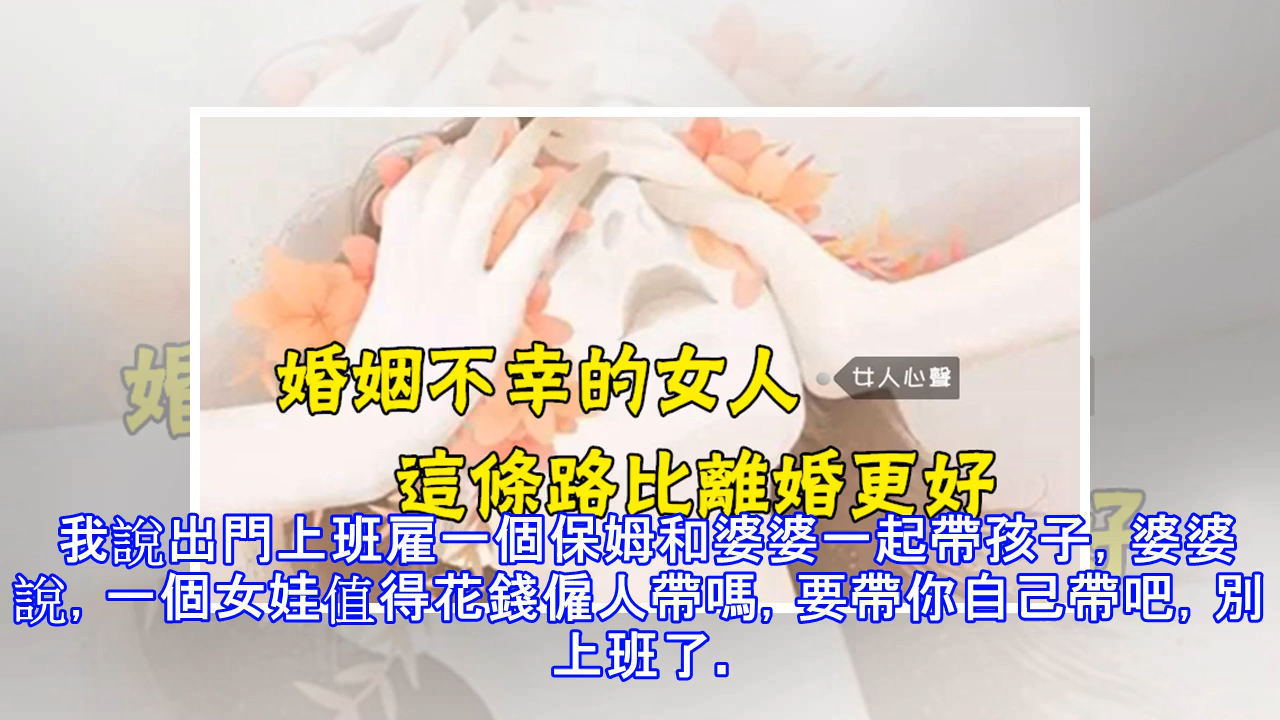 婚姻不幸的女人
女人心聲
這條路比離婚更好
我說出門上班雇一個保姆和婆婆一起帶孩子, 婆婆
說, 一個女娃值得花錢僱人帶嗎, 要帶你自己帶吧, 別
上班了.
婚
好